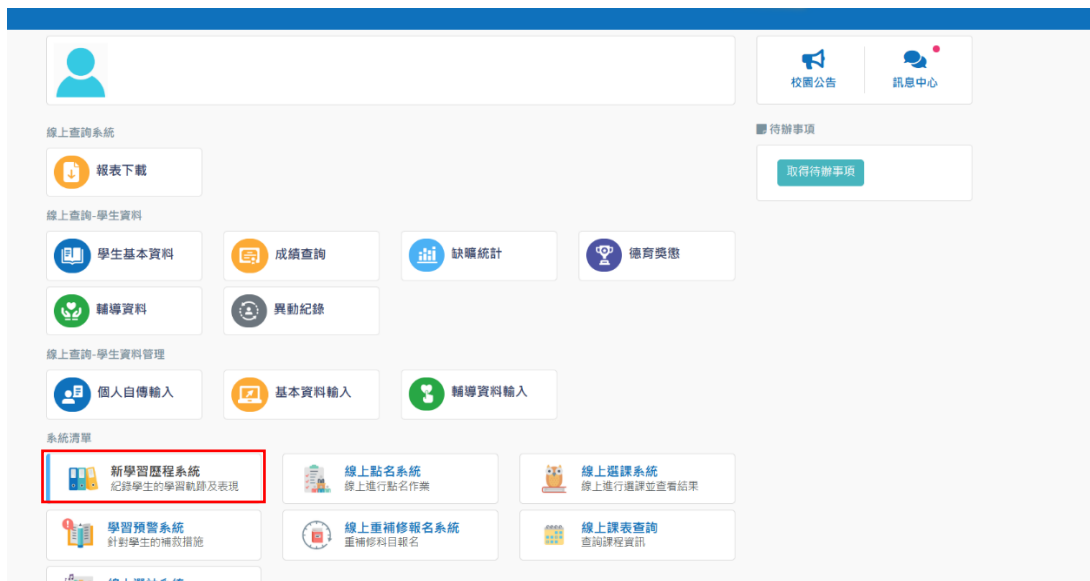 校園公告
訊息中心
線上查詢系統
待辦事項
報表下載
取得待辦事項
線上查詢-學生資料
學生基本資料
成績查詢
缺曠統計
德育獎懲
輔導資料
異動紀錄
線上查詢-學生資料管理
個人自傳輸入
基本資料輸入
輔導資料輸入
系統清單
新學習歷程系統
紀錄學生的學習軌跡及表現
線上點名系統
線上進行點名作業
線上選課系統
線上進行選課並查看結果
學習預警系統
針對學生的補救措施
線上重補修報名系統
重補修科目報名
線上課表查詢
查詢課程資訊